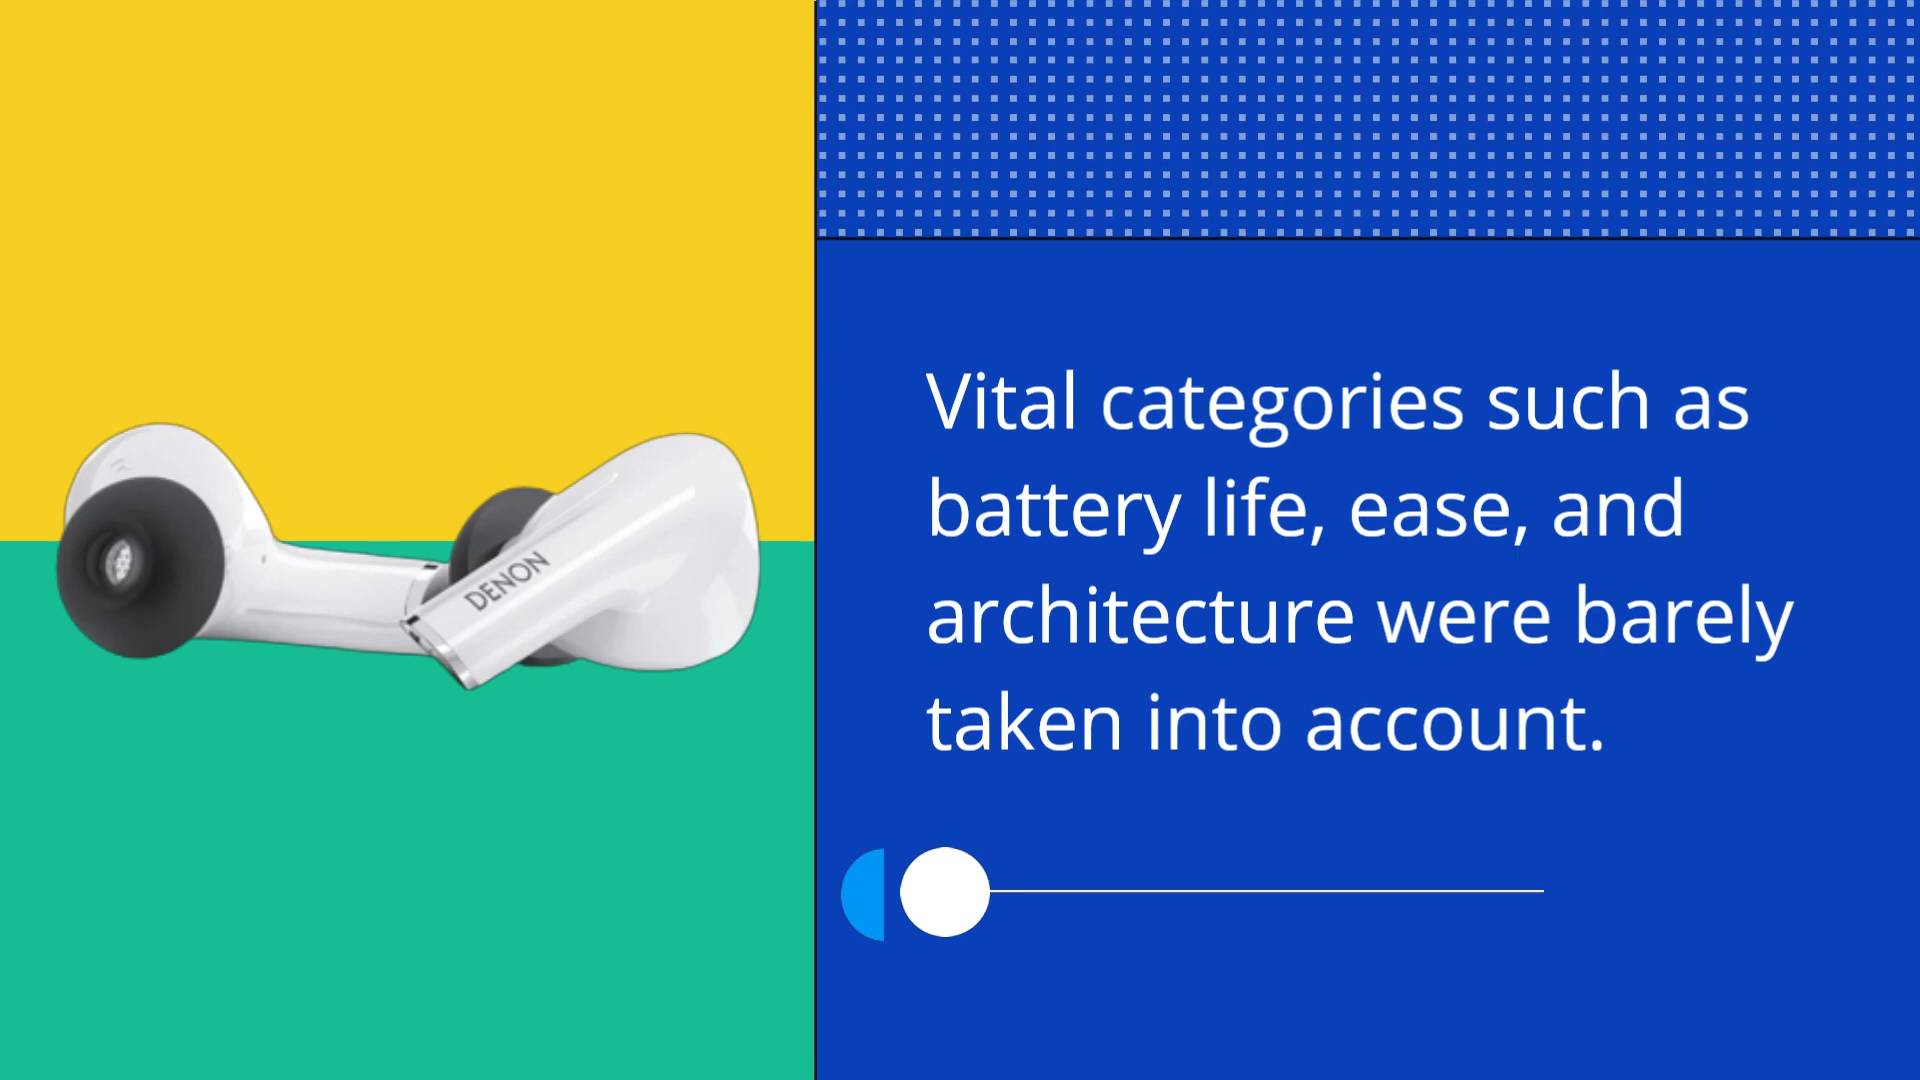 DENON
Vital categories such as
battery life, ease, and
architecture were barely
taken into account.